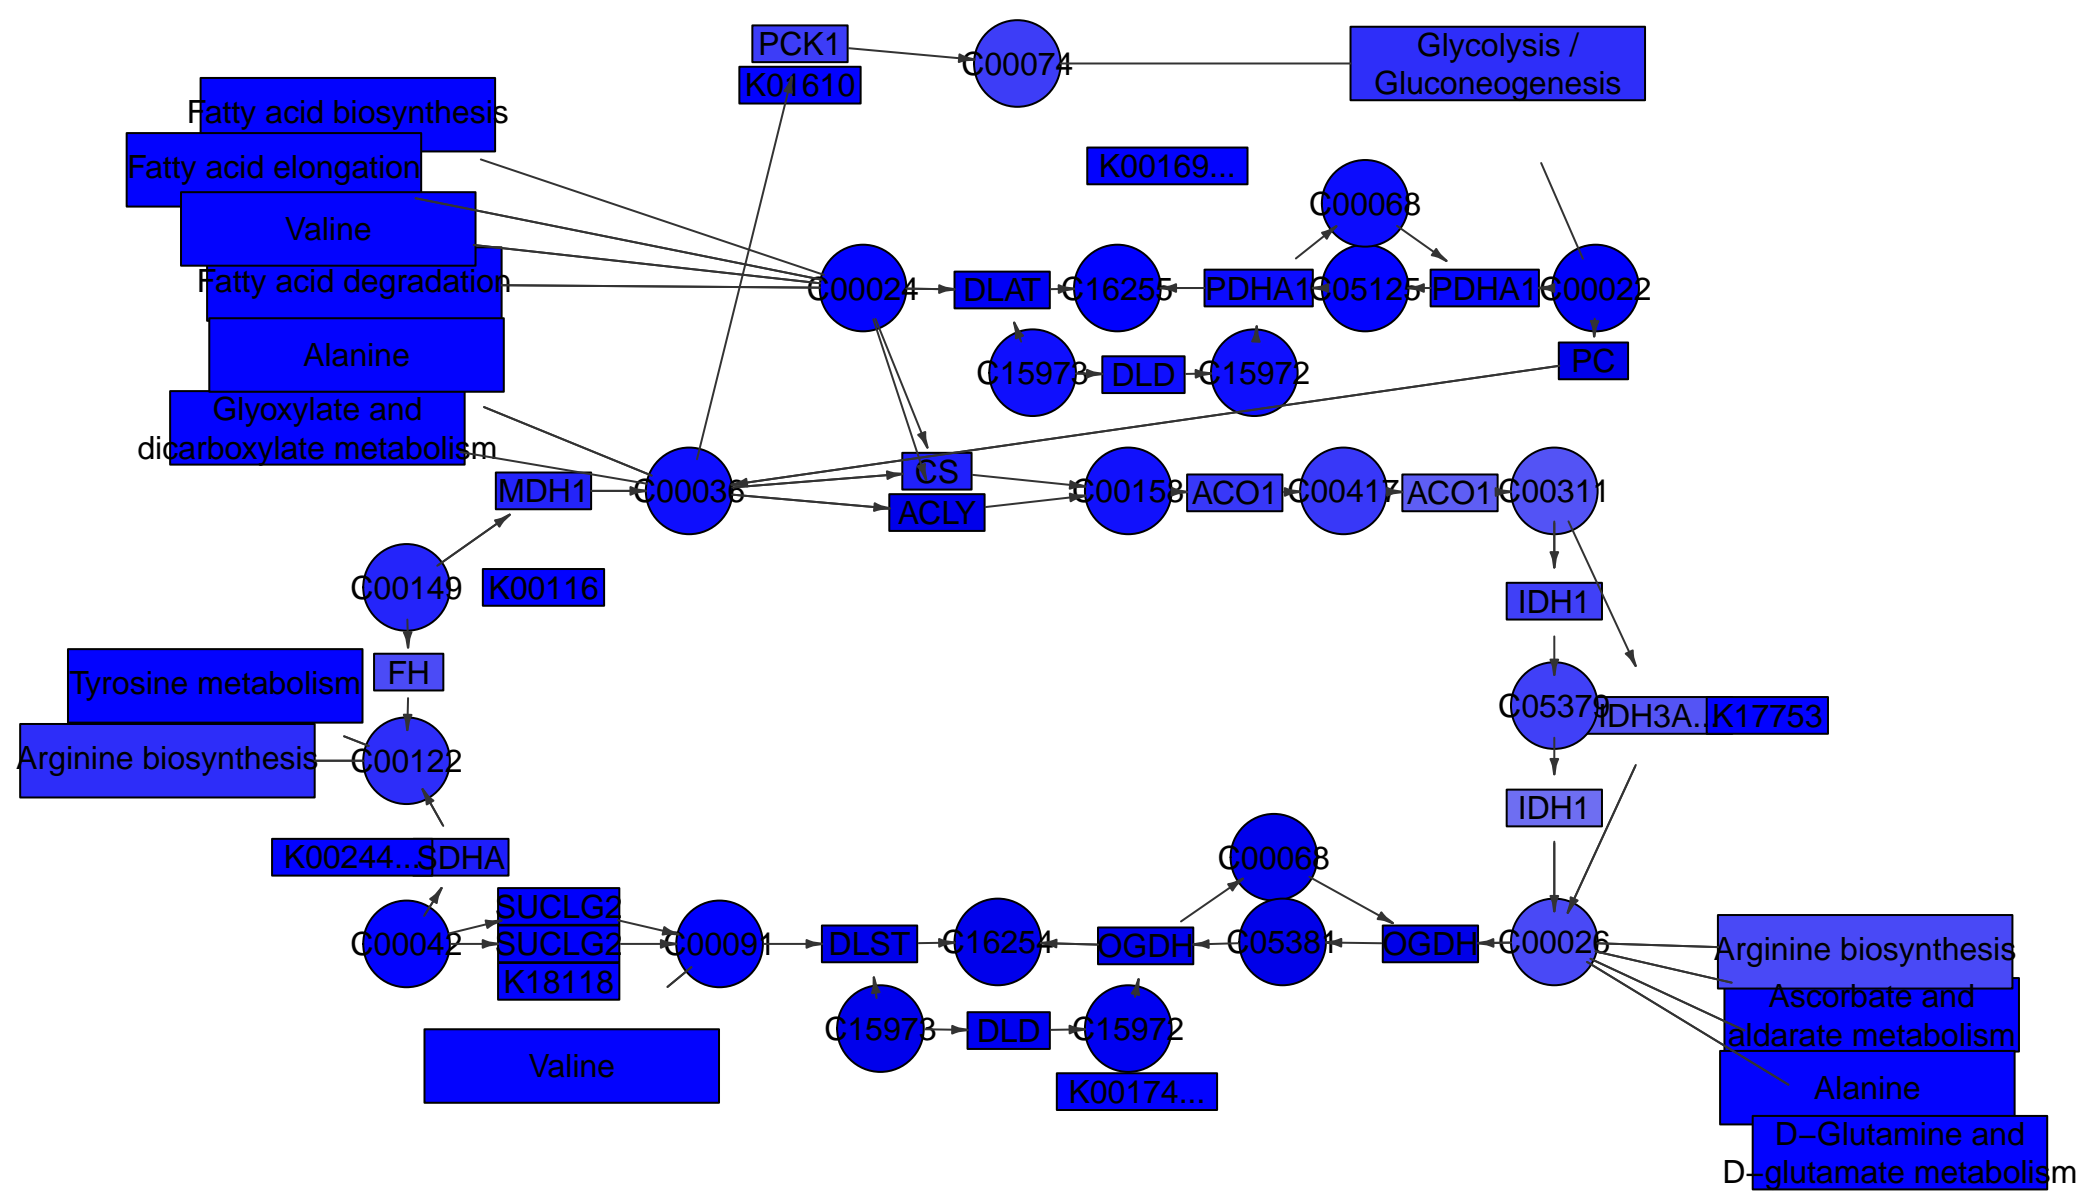 PCK1
K01610
C00074
Glycolysis /
Gluconeogenesis
Fatty acid biosynthesis
Fatty acid elongation
Valine
Fatty acid degradation
Alanine
Glyoxylate and
dicarboxylate metabolism
K00169...
C00068
C00024
DLAT
C16255
PDHA1
C05125
PDHA1
C00022
C15973
DLD
C15972
PC
MDH1
C00036
CS
ACLY
C00158
ACO1
C00417
ACO1
C00311
C00149
K00116
IDH1
FH
Tyrosine metabolism
C05379
IDH3A...
K17753
Arginine biosynthesis
C00122
IDH1
K00244...
SDHA
C00068
C00042
SUCLG2
SUCLG2
K18118
C00091
DLST
C16254
OGDH
C05381
OGDH
C00026
Arginine biosynthesis
Ascorbate and
aldarate metabolism
C15973
DLD
C15972
Valine
K00174...
Alanine
D−Glutamine and
D−glutamate metabolism